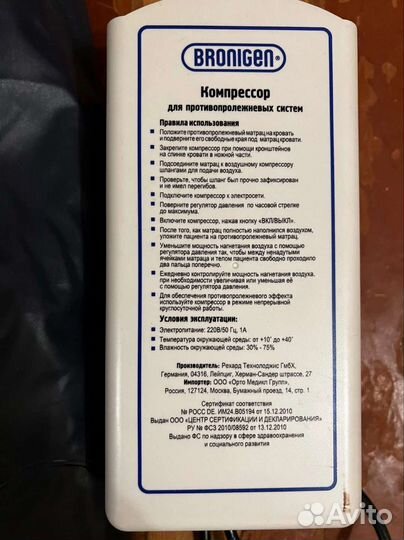 BRONIGEN®
Компрессор
для противопролежневых систем
Правила использования
Положите противопролежневый матрац на кровать
и подверните его свободные края под матрац кровати.
Закрепите компрессор при помощи кронштейнов
на спинке кровати в ножной части.
Подсоедините матрац к воздушному компрессору
шлангами для подачи воздуха.
Проверьте, чтобы шланг был прочно зафиксирован
и не имел перегибов.
Подключите компрессор к электросети.
Поверните регулятор давления по часовой стрелке
до максимума.
Включите компрессор, нажав кнопку «ВКЛ/ВЫКЛ».
После того, как матрац полностью наполнился воздухом,
уложите пациента на противопролежневый матрац.
Уменьшите мощность нагнетания воздуха с помощью
регулятора давления так, чтобы между ненадутыми
ячейками матраца и телом пациента свободно проходило
два пальца поперечно.
Ежедневно контролируйте мощность нагнетания воздуха,
при необходимости увеличивая или уменьшая её
с помощью регулятора давления.
Для обеспечения противопролежневого эффекта
используйте компрессор в режиме непрерывной
круглосуточной работы.
Условия эксплуатации:
Электропитание: 220В/50 Гц, 1А
Температура окружающей среды: от +10° до +40°
Влажность окружающей среды: 30% - 75%
Производитель: Рехард Технолоджис ГмбХ,
Германия, 04316, Лейпциг, Херман-Сандер штрассе, 27
Импортер: ООО «Орто Медикл Групп»,
Россия, 127124, Москва, Бумажный проезд, 14, стр. 1
Сертификат соответствия
№ РОСС DE. ИМ24.В05194 от 15.12.2010
Выдан ООО «ЦЕНТР СЕРТИФИКАЦИИ И ДЕКЛАРИРОВАНИЯ»
РУ № ФСЗ 2010/08592 от 13.12.2010
Выдано ФС по надзору в сфере здравоохранения
и социального развития
Avito